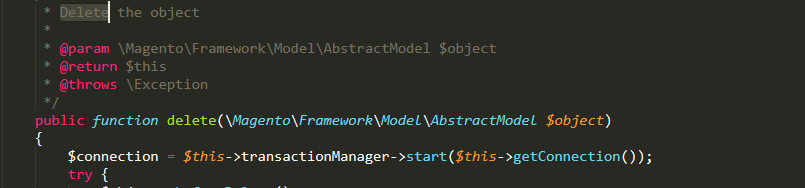 * Delete the object
*
* @param \Magento\Framework\Model\AbstractModel $object
* @return $this
* @throws \Exception
*/
public function delete(\Magento\Framework\Model\AbstractModel $object)
{
$connection = $this->transactionManager->start($this->getConnection());
try {